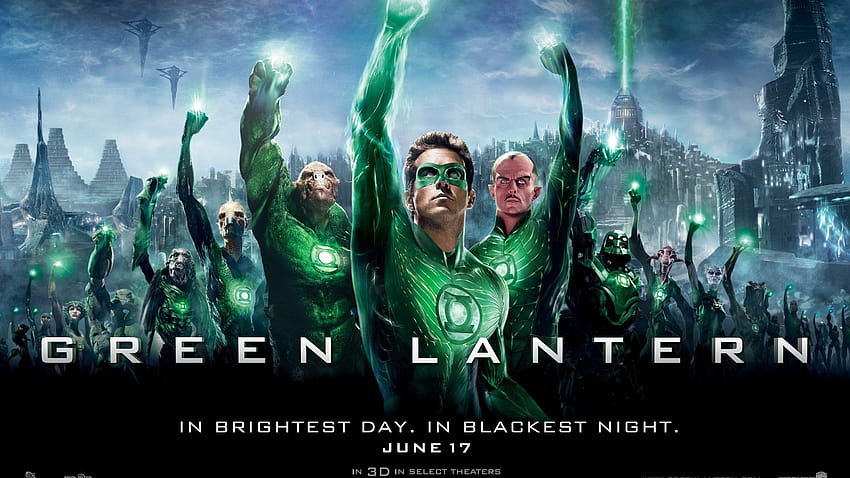 GREEN LANTERN
IN BRIGHTEST DAY. IN BLACKEST NIGHT.
JUNE 17
IN 3D IN SELECT THEATERS